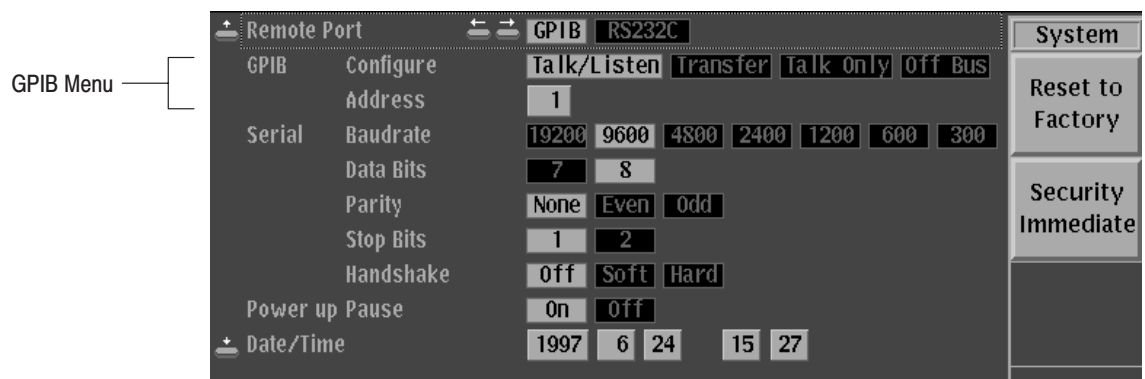 Remote Port GPIB RS232C
GPIB Menu
GPIB Configure Talk/Listen Transfer Talk Only Off Bus
Address 1
Serial Baudrate 19200 9600 4800 2400 1200 600 300
Data Bits 7 8
Parity None Even Odd
Stop Bits 1 2
Handshake Off Soft Hard
Power up Pause On Off
Date/Time 1997 6 24 15 27
System
Reset to
Factory
Security
Immediate